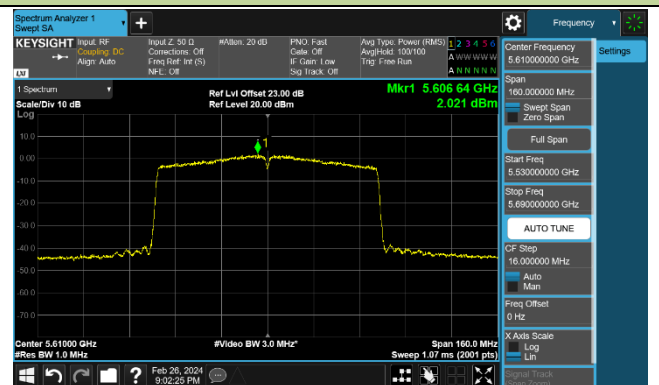 Spectrum Analyzer 1
Swept SA
Frequency
KEYSIGHT
Input: RF
Coupling: DC
Align: Auto
Input Z: 50 Ω
Corrections: Off
Freq Ref: Int (S)
NFE: Off
#Atten: 20 dB
PNO: Fast
Gate: Off
IF Gain: Low
Sig Track: Off
Avg Type: Power (RMS)
Avg|Hold: 100/100
Trig: Free Run
1 2 3 4 5 6
A W W W W W
A N N N N N
LXI
1 Spectrum
Scale/Div 10 dB
Log
Ref Lvl Offset 23.00 dB
Ref Level 20.00 dBm
Mkr1 5.606 64 GHz
2.021 dBm
1
10.0
0.00
-10.0
-20.0
-30.0
-40.0
-50.0
-60.0
-70.0
Center 5.61000 GHz
#Res BW 1.0 MHz
#Video BW 3.0 MHz*
Span 160.0 MHz
Sweep 1.07 ms (2001 pts)
Center Frequency
5.610000000 GHz
Settings
Span
160.000000 MHz
Swept Span
Zero Span
Full Span
Start Freq
5.530000000 GHz
Stop Freq
5.690000000 GHz
AUTO TUNE
CF Step
16.000000 MHz
Auto
Man
Freq Offset
0 Hz
X Axis Scale
Log
Lin
Signal Track
(Span Zoom)
Feb 26, 2024
9:02:25 PM